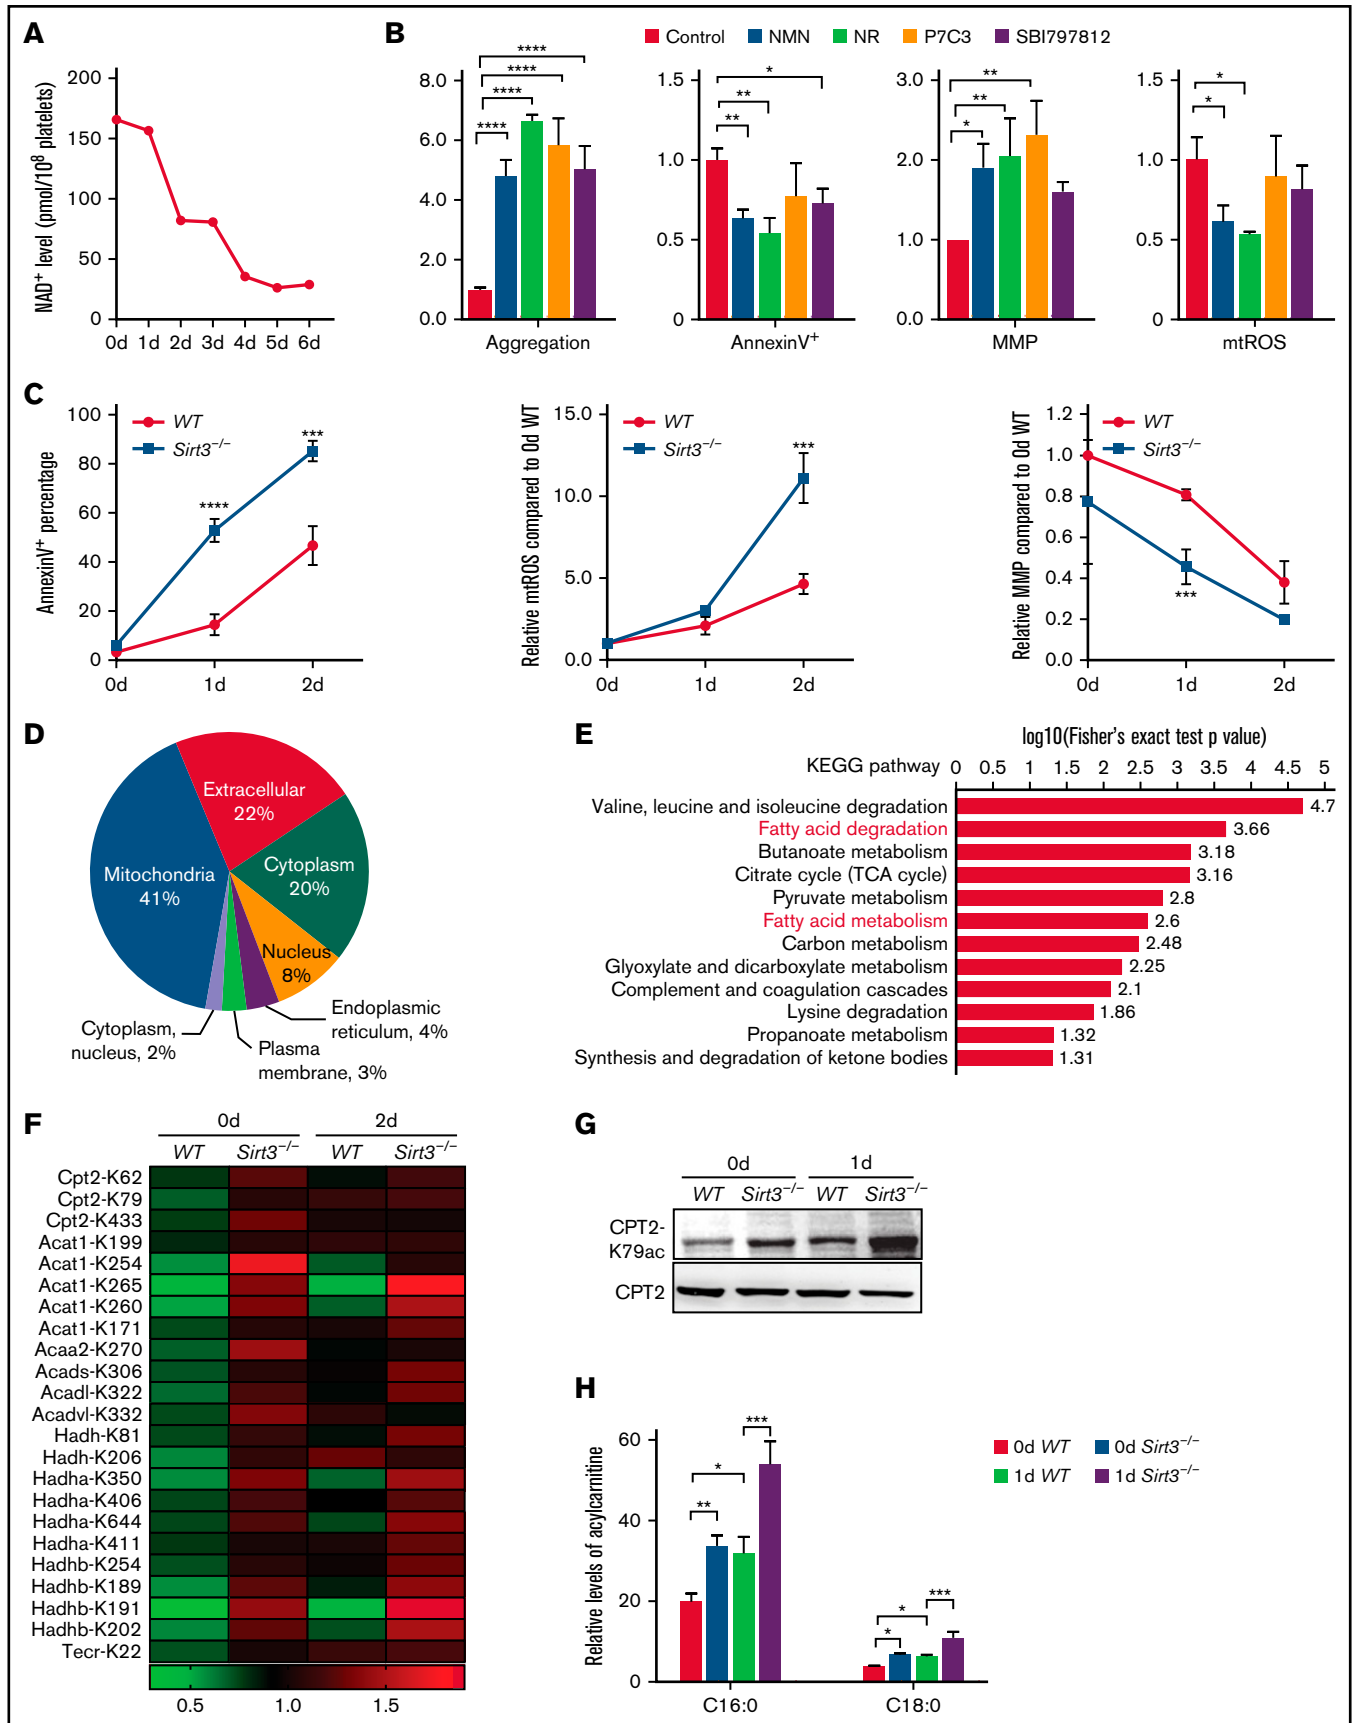 A
NAD+ level (pmol/10^8 platelets)
200
150
100
50
0
0d 1d 2d 3d 4d 5d 6d
B
Control NMN NR P7C3 SBI797812
8.0
6.0
4.0
2.0
0.0
**** **** **** ****
Aggregation
1.5
1.0
0.5
0
** ** *
AnnexinV+
3.0
2.0
1.0
0.0
* ** **
MMP
1.5
1.0
0.5
0
* *
mtROS
C
AnnexinV+ percentage
100
80
60
40
20
0
WT
Sirt3−/−
**** ***
0d 1d 2d
Relative mtROS compared to 0d WT
15.0
10.0
5.0
0.0
WT
Sirt3−/−
***
0d 1d 2d
Relative MMP compared to 0d WT
1.2
1.0
0.8
0.6
0.4
0.2
0.0
WT
Sirt3−/−
***
0d 1d 2d
D
Extracellular
22%
Cytoplasm
20%
Mitochondria
41%
Nucleus
8%
Endoplasmic
reticulum, 4%
Plasma
membrane, 3%
Cytoplasm,
nucleus, 2%
E
log10(Fisher's exact test p value)
KEGG pathway 0 0.5 1 1.5 2 2.5 3 3.5 4 4.5 5
Valine, leucine and isoleucine degradation 4.7
Fatty acid degradation 3.66
Butanoate metabolism 3.18
Citrate cycle (TCA cycle) 3.16
Pyruvate metabolism 2.8
Fatty acid metabolism 2.6
Carbon metabolism 2.48
Glyoxylate and dicarboxylate metabolism 2.25
Complement and coagulation cascades 2.1
Lysine degradation 1.86
Propanoate metabolism 1.32
Synthesis and degradation of ketone bodies 1.31
F
0d 2d
WT Sirt3−/− WT Sirt3−/−
Cpt2-K62
Cpt2-K79
Cpt2-K433
Acat1-K199
Acat1-K254
Acat1-K265
Acat1-K260
Acat1-K171
Acaa2-K270
Acads-K306
Acadl-K322
Acadvl-K332
Hadh-K81
Hadh-K206
Hadha-K350
Hadha-K406
Hadha-K644
Hadha-K411
Hadhb-K254
Hadhb-K189
Hadhb-K191
Hadhb-K202
Tecr-K22
0.5 1.0 1.5
G
0d 1d
WT Sirt3−/− WT Sirt3−/−
CPT2-
K79ac
CPT2
H
Relative levels of acylcarnitine
60
40
20
0
** * ***
* * ***
C16:0 C18:0
0d WT 0d Sirt3−/−
1d WT 1d Sirt3−/−